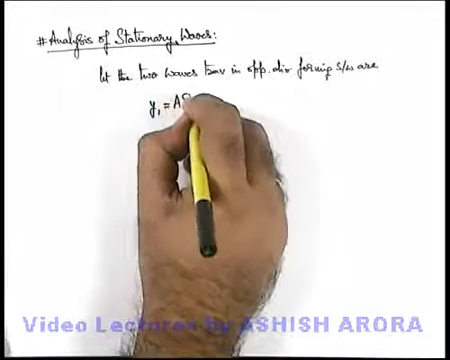 # Analysis of Stationary Waves:
let the two waves trav in opp. dir forming S/w are
y₁ = AS
Video Lectures by ASHISH ARORA